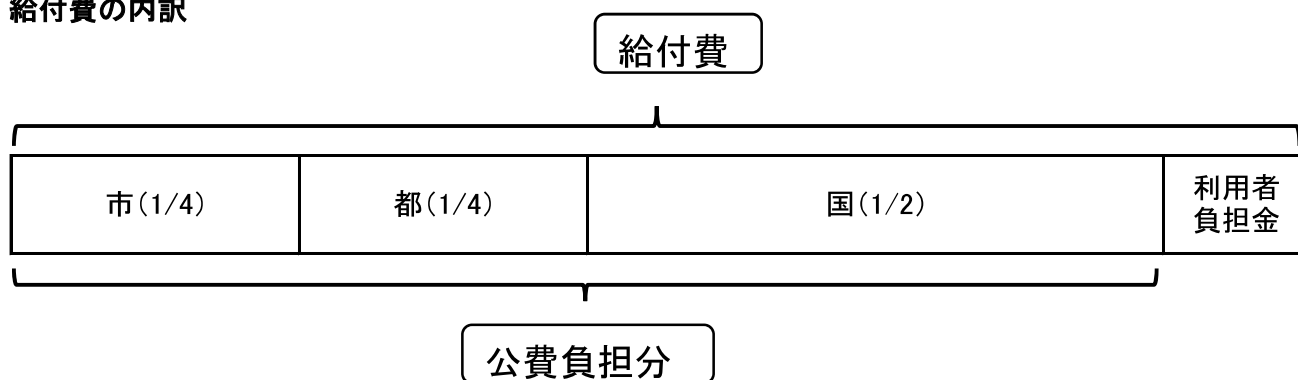 給付費の内訳
給付費
市(1/4)
都(1/4)
国(1/2)
利用者
負担金
公費負担分